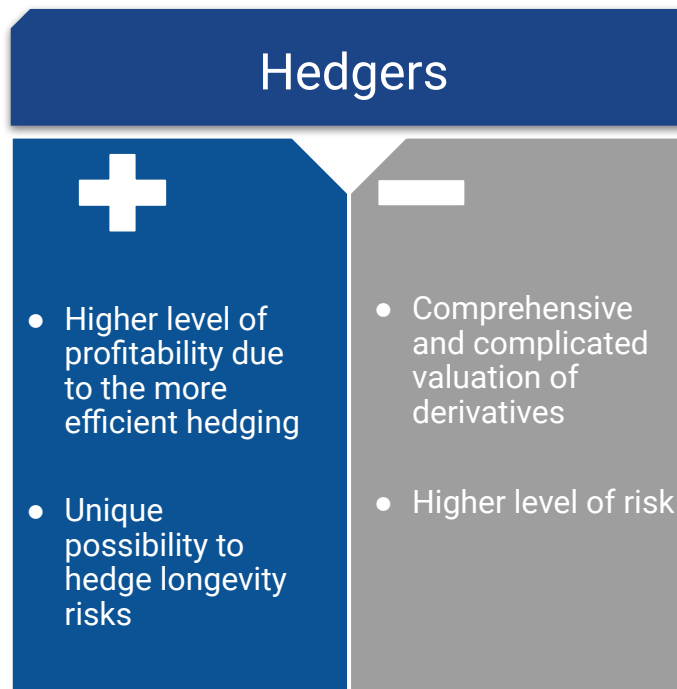 Hedgers
● Higher level of
profitability due
to the more
efficient hedging
● Unique
possibility to
hedge longevity
risks
● Comprehensive
and complicated
valuation of
derivatives
● Higher level of risk